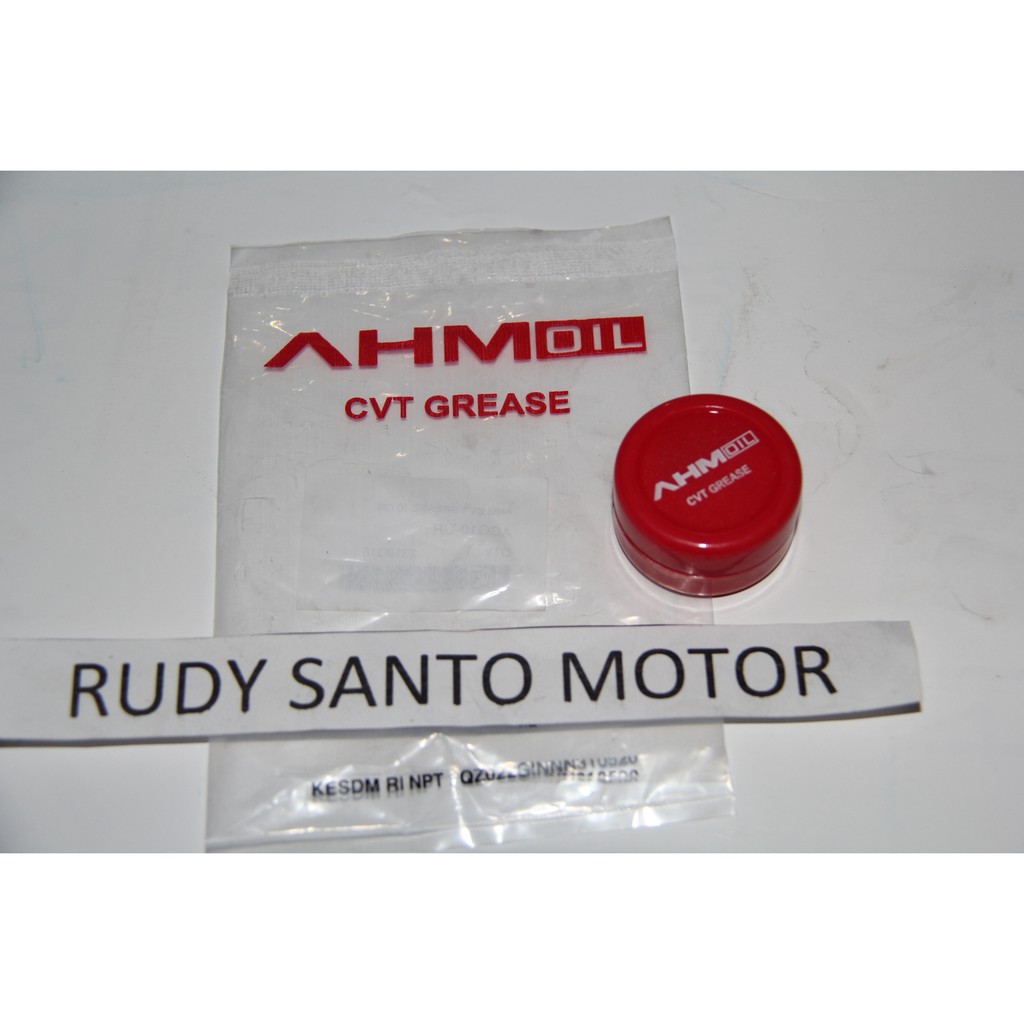 AHMOIL
CVT GREASE
AHMOIL
CVT GREASE
RUDY SANTO MOTOR
KESDM RI NPT